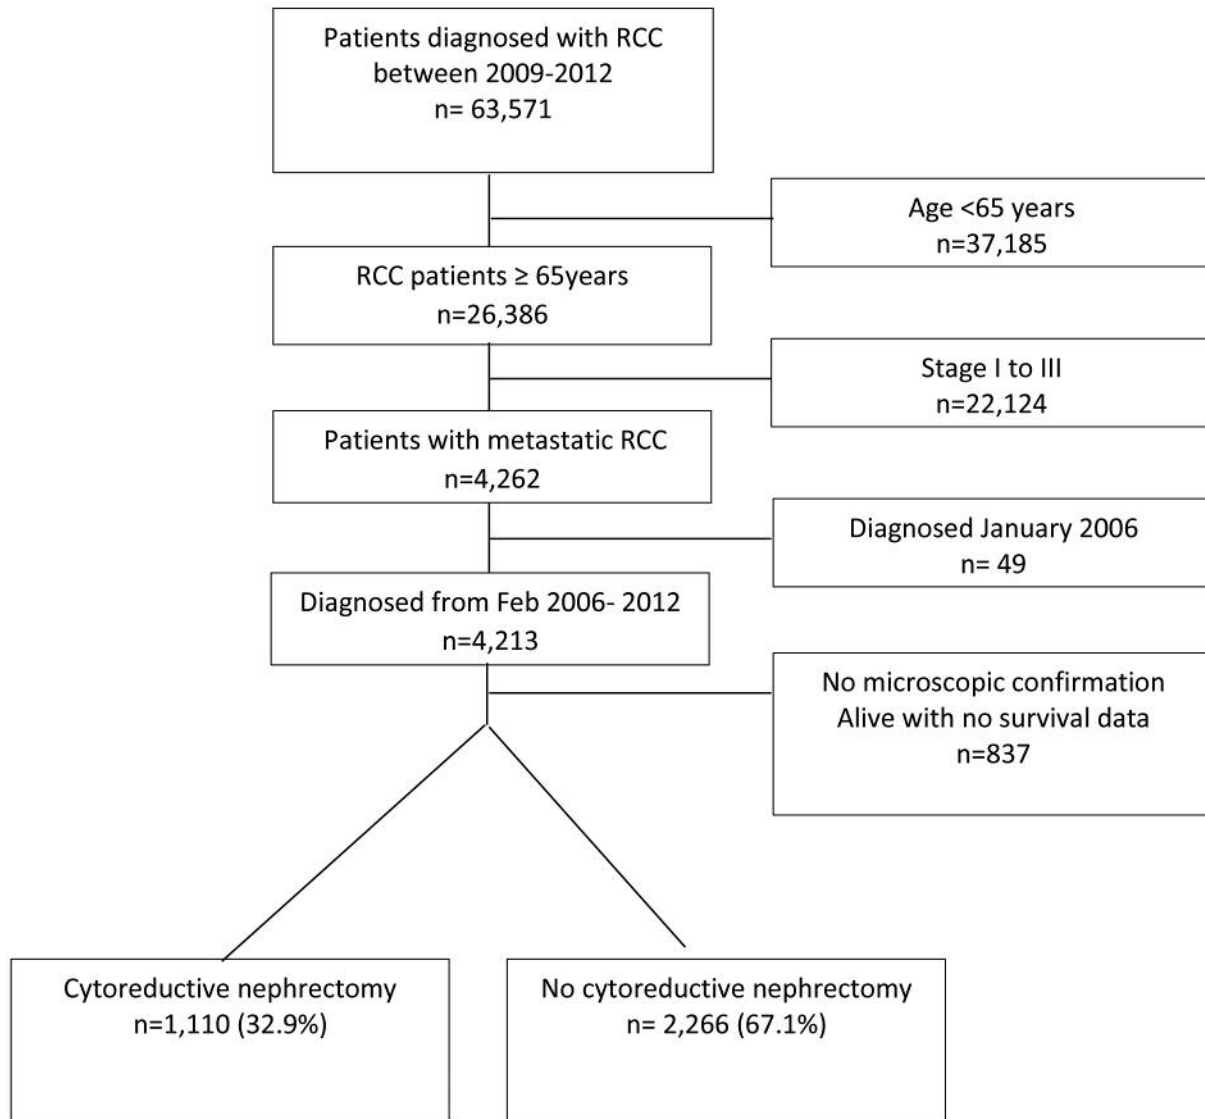 Patients diagnosed with RCC
between 2009-2012
n= 63,571
Age <65 years
n=37,185
RCC patients ≥ 65years
n=26,386
Stage I to III
n=22,124
Patients with metastatic RCC
n=4,262
Diagnosed January 2006
n= 49
Diagnosed from Feb 2006- 2012
n=4,213
No microscopic confirmation
Alive with no survival data
n=837
Cytoreductive nephrectomy
n=1,110 (32.9%)
No cytoreductive nephrectomy
n= 2,266 (67.1%)